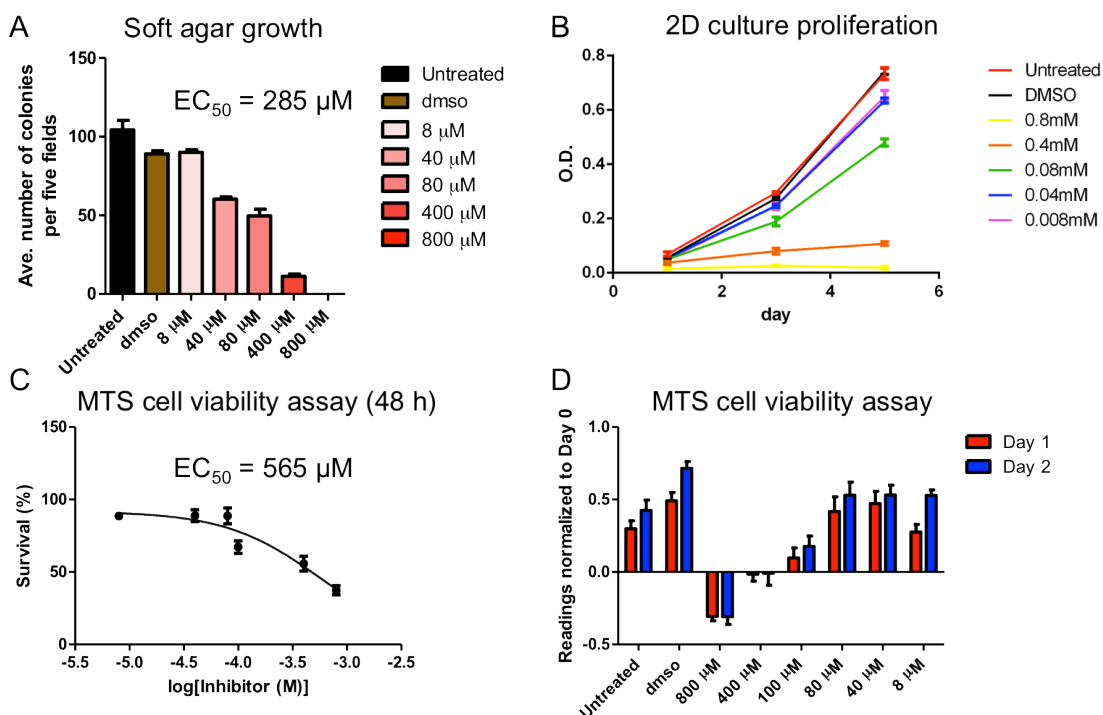 A
Soft agar growth
150
100
50
0
Ave. number of colonies
per five fields
EC50 = 285 µM
Untreated
dmso
8 µM
40 µM
80 µM
400 µM
800 µM
Untreated
dmso
8 µM
40 µM
80 µM
400 µM
800 µM
B
2D culture proliferation
0.8
0.6
0.4
0.2
0.0
O.D.
0
2
4
6
day
Untreated
DMSO
0.8mM
0.4mM
0.08mM
0.04mM
0.008mM
C
MTS cell viability assay (48 h)
150
100
50
0
Survival (%)
EC50 = 565 µM
-5.5
-5.0
-4.5
-4.0
-3.5
-3.0
-2.5
log[Inhibitor (M)]
D
MTS cell viability assay
1.0
0.5
0.0
-0.5
Readings normalized to Day 0
Day 1
Day 2
Untreated
dmso
800 µM
400 µM
100 µM
80 µM
40 µM
8 µM